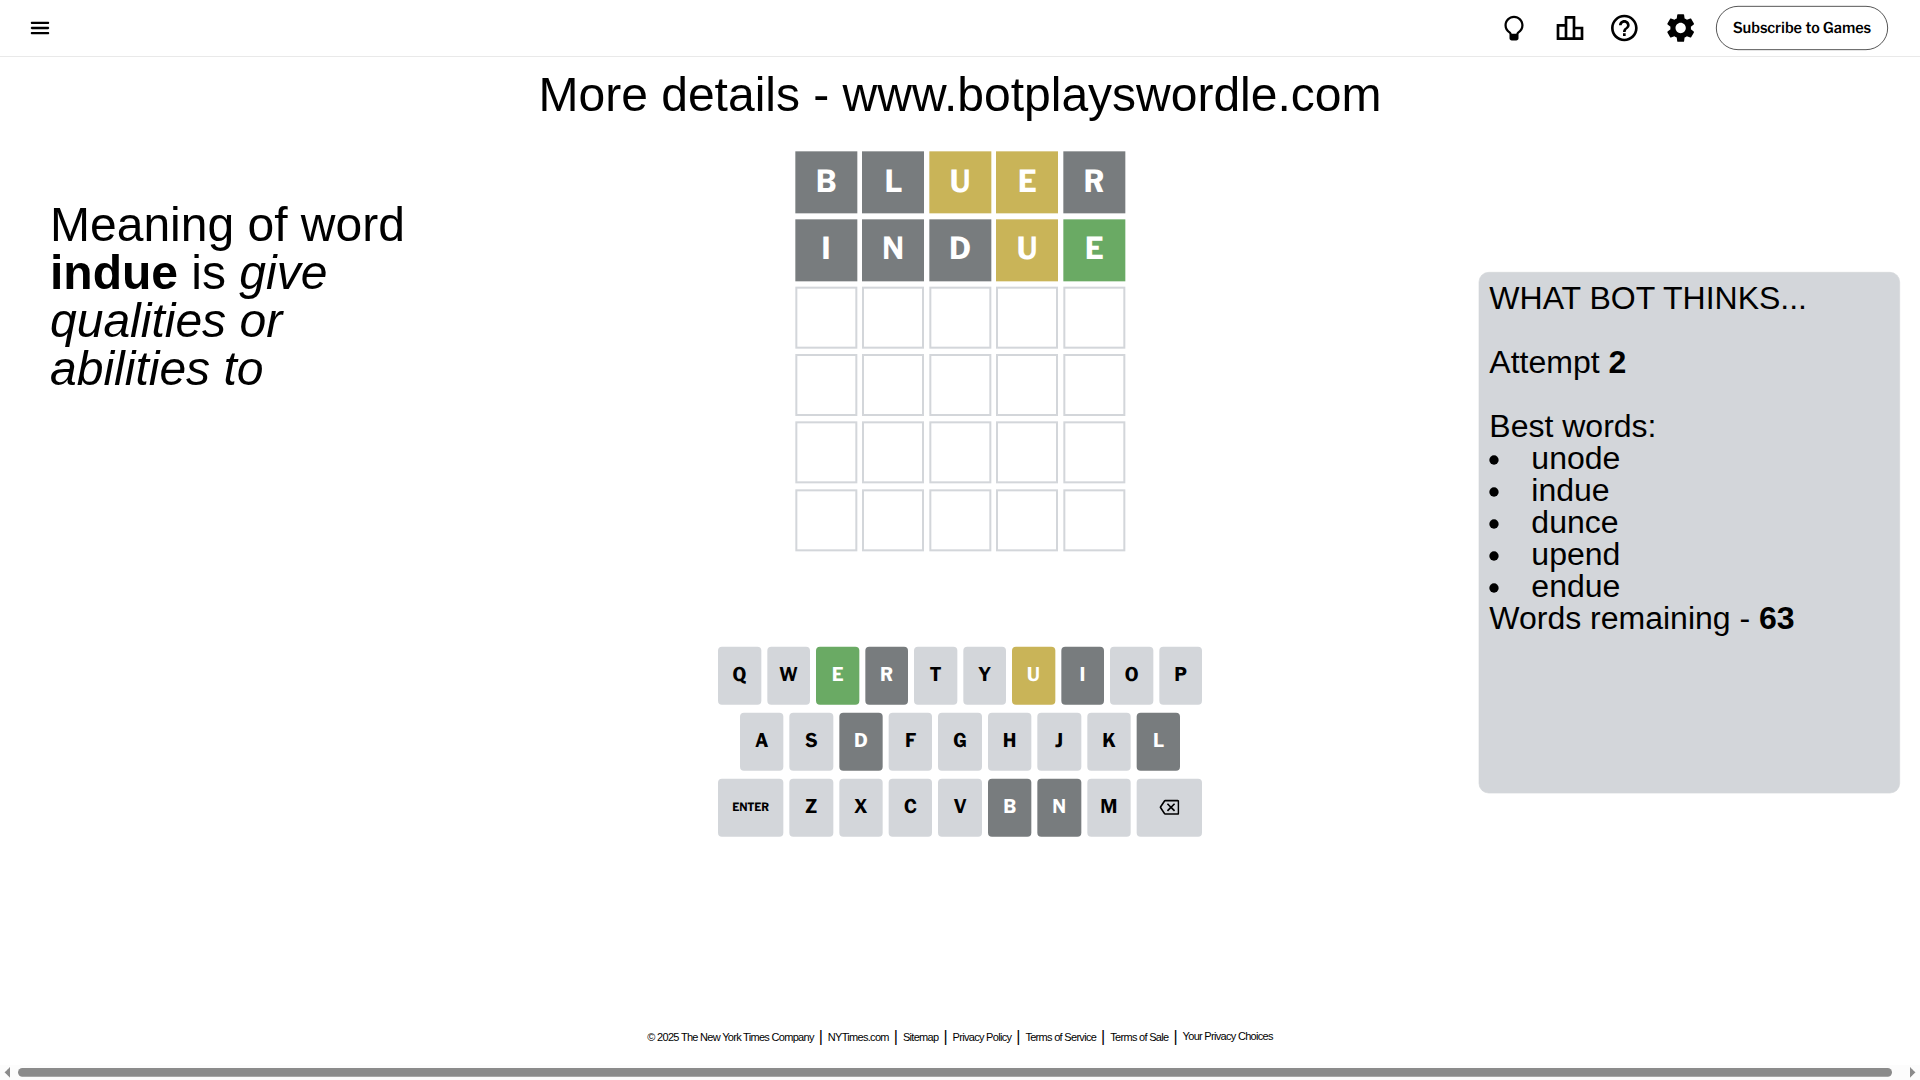 Subscribe to Games
More details - www.botplayswordle.com
Meaning of word
indue is give
qualities or
abilities to
B L U E R
I N D U E
WHAT BOT THINKS...
Attempt 2
Best words:
• unode
• indue
• dunce
• upend
• endue
Words remaining - 63
Q W E R T Y U I O P
A S D F G H J K L
ENTER Z X C V B N M
© 2025 The New York Times Company | NYTimes.com | Sitemap | Privacy Policy | Terms of Service | Terms of Sale | Your Privacy Choices